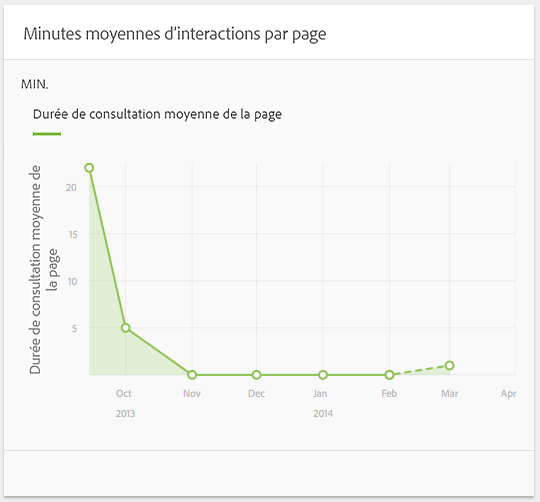 Minutes moyennes d'interactions par page
MIN.
Durée de consultation moyenne de la page
Durée de consultation moyenne de
la page
20
15
10
5
Oct Nov Dec Jan Feb Mar Apr
2013 2014